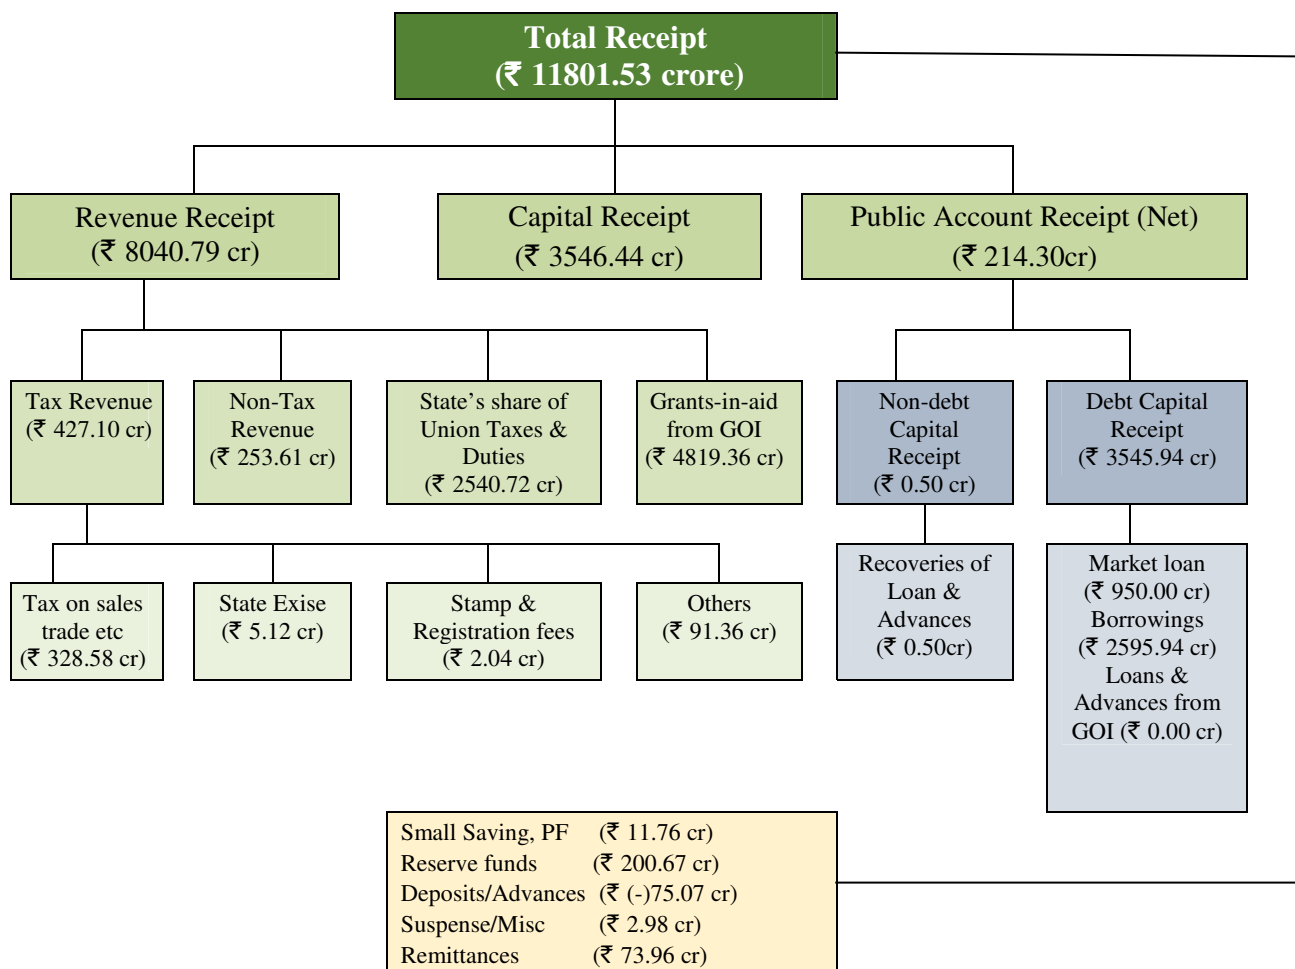 Total Receipt
(₹ 11801.53 crore)
Revenue Receipt
(₹ 8040.79 cr)
Capital Receipt
(₹ 3546.44 cr)
Public Account Receipt (Net)
(₹ 214.30cr)
Tax Revenue
(₹ 427.10 cr)
Non-Tax
Revenue
(₹ 253.61 cr)
State’s share of
Union Taxes &
Duties
(₹ 2540.72 cr)
Grants-in-aid
from GOI
(₹ 4819.36 cr)
Non-debt
Capital
Receipt
(₹ 0.50 cr)
Debt Capital
Receipt
(₹ 3545.94 cr)
Tax on sales
trade etc
(₹ 328.58 cr)
State Exise
(₹ 5.12 cr)
Stamp &
Registration fees
(₹ 2.04 cr)
Others
(₹ 91.36 cr)
Recoveries of
Loan &
Advances
(₹ 0.50cr)
Market loan
(₹ 950.00 cr)
Borrowings
(₹ 2595.94 cr)
Loans &
Advances from
GOI (₹ 0.00 cr)
Small Saving, PF (₹ 11.76 cr)
Reserve funds (₹ 200.67 cr)
Deposits/Advances (₹ (-)75.07 cr)
Suspense/Misc (₹ 2.98 cr)
Remittances (₹ 73.96 cr)